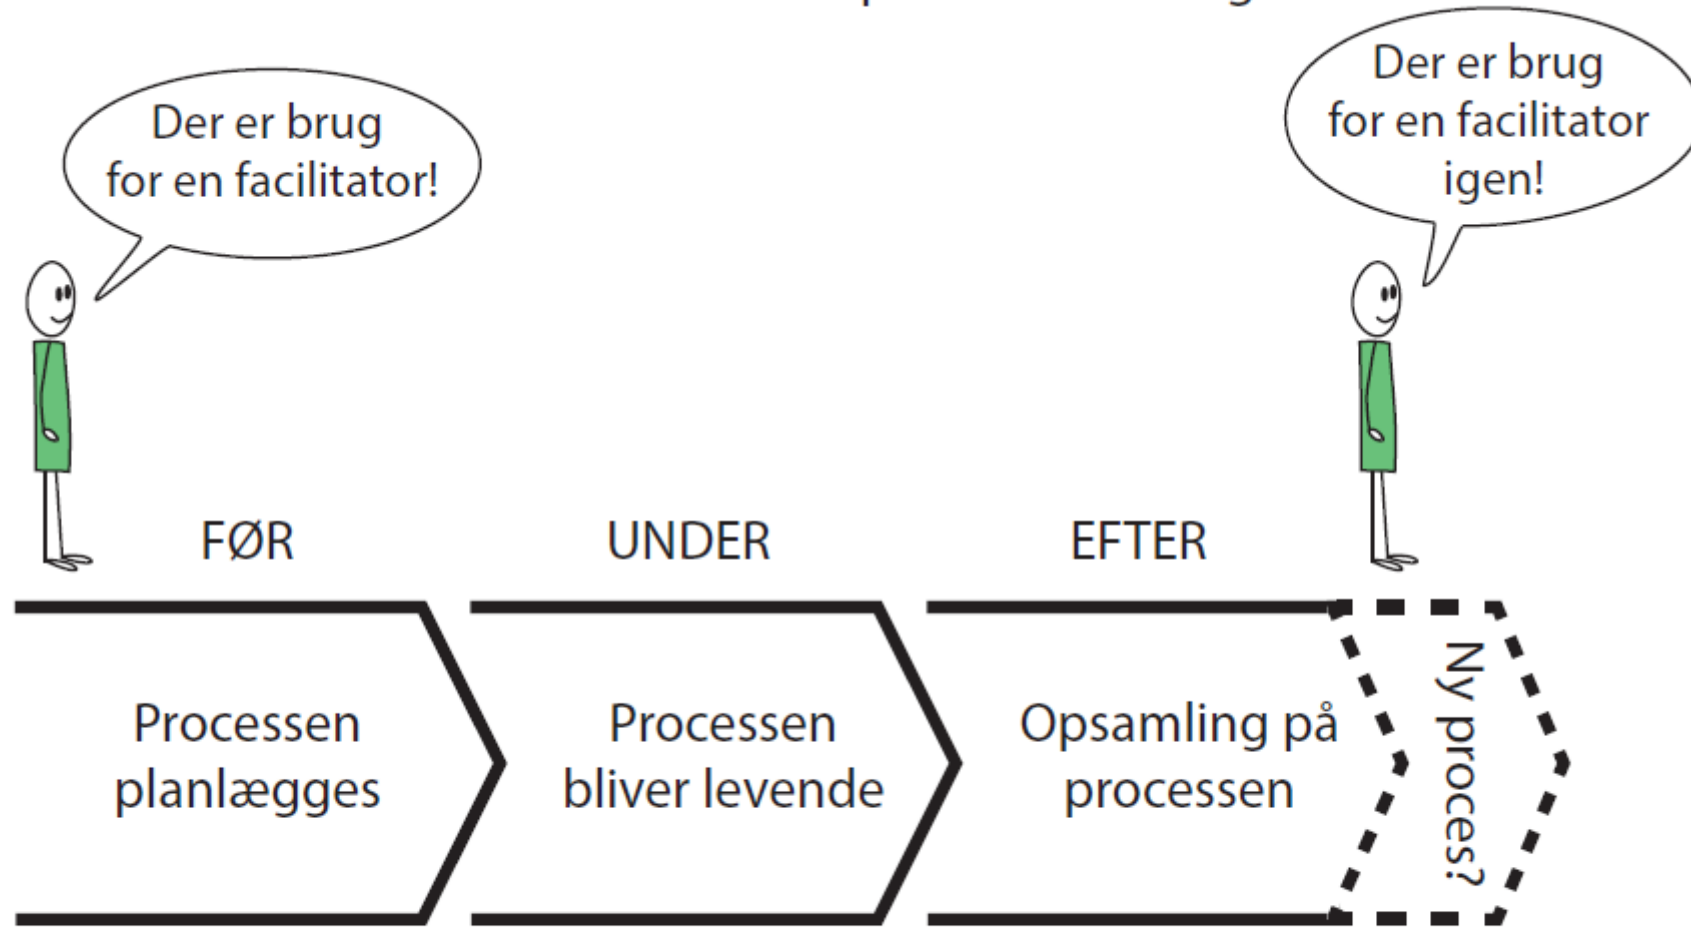 Der er brug
for en facilitator!
Der er brug
for en facilitator
igen!
FØR
UNDER
EFTER
Processen
planlægges
Processen
bliver levende
Opsamling på
processen
Ny proces?